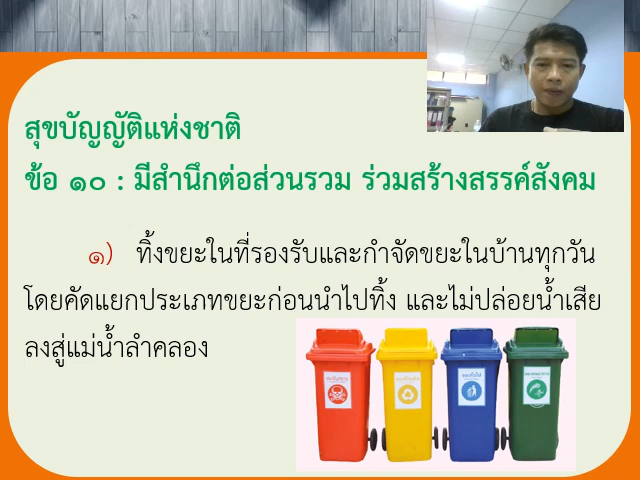 สุขบัญญัติแห่งชาติ
ข้อ ๑๐ : มีสำนึกต่อส่วนรวม ร่วมสร้างสรรค์สังคม
๑) ทิ้งขยะในที่รองรับและกำจัดขยะในบ้านทุกวัน
โดยคัดแยกประเภทขยะก่อนนำไปทิ้ง และไม่ปล่อยน้ำเสีย
ลงสู่แม่น้ำลำคลอง